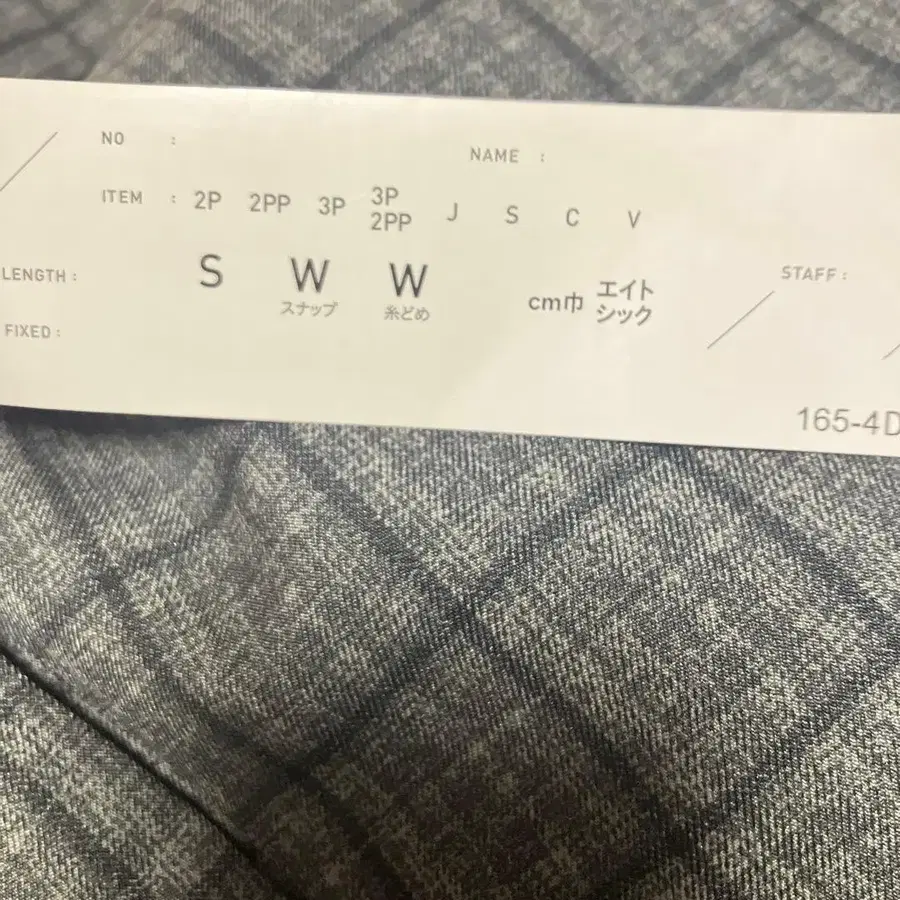 NO :
NAME :
ITEM : 2P 2PP 3P 3P 2PP J S C V
LENGTH : S W スナップ W 糸どめ cm巾 エイト シック
STAFF :
FIXED :
165-4D